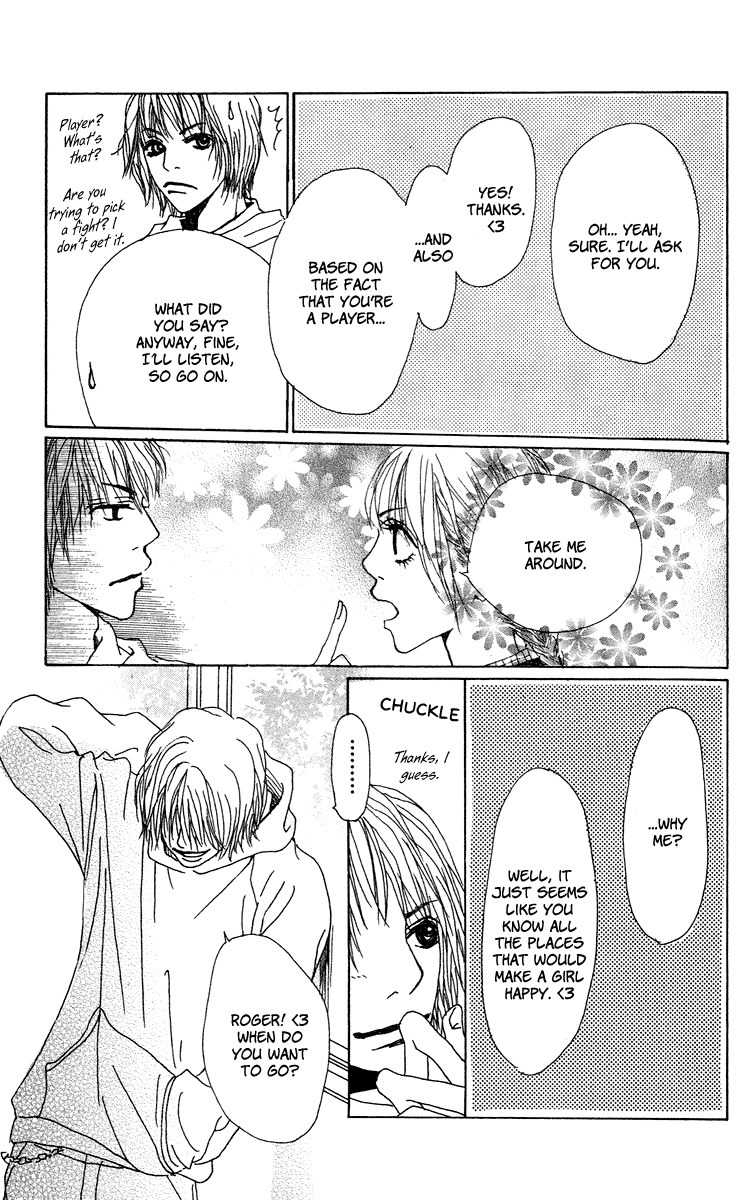 OH... YEAH,
SURE. I'LL ASK
FOR YOU.
YES!
THANKS.
<3
...AND
ALSO
BASED ON
THE FACT
THAT YOU'RE
A PLAYER...
Player?
What's
that?
Are you
trying to pick
a fight? I
don't get it.
WHAT DID
YOU SAY?
ANYWAY, FINE,
I'LL LISTEN,
SO GO ON.
TAKE ME
AROUND.
...WHY
ME?
WELL, IT
JUST SEEMS
LIKE YOU
KNOW ALL
THE PLACES
THAT WOULD
MAKE A GIRL
HAPPY. <3
CHUCKLE
Thanks, I
guess.
........
ROGER! <3
WHEN DO
YOU WANT
TO GO?